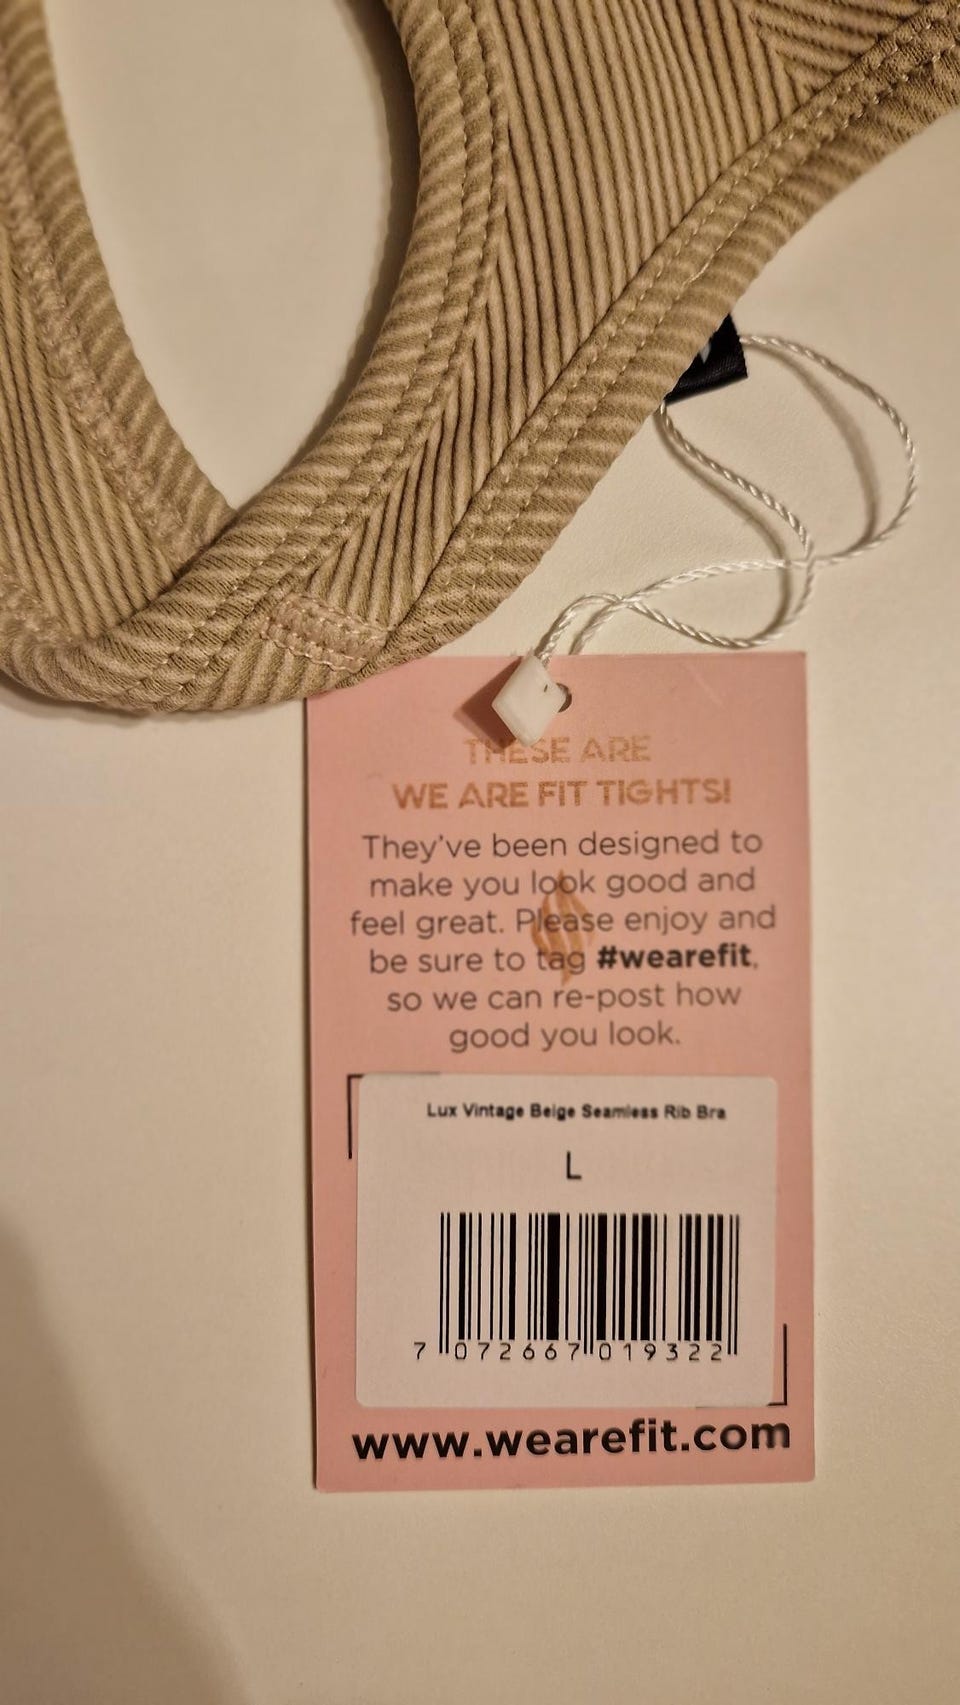 THESE ARE
WE ARE FIT TIGHTS!
They've been designed to
make you look good and
feel great. Please enjoy and
be sure to tag #wearefit,
so we can re-post how
good you look.
Lux Vintage Beige Seamless Rib Bra
L
7 072667 019322
www.wearefit.com